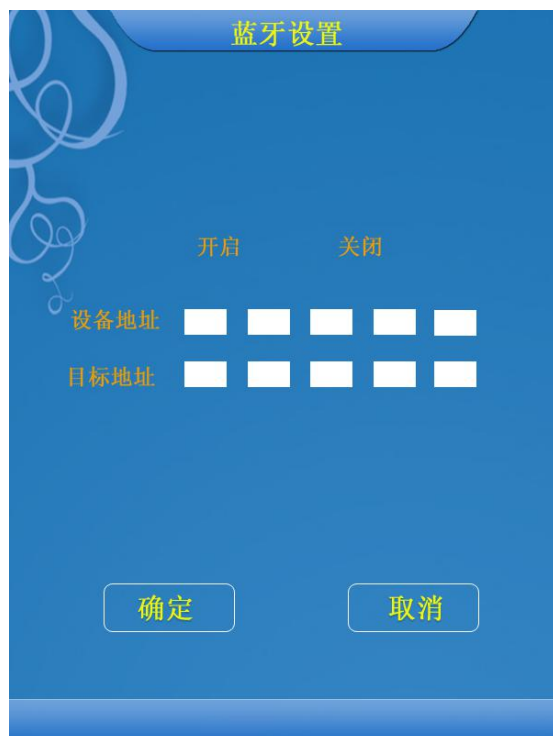 蓝牙设置
开启 关闭
设备地址
目标地址
确定 取消